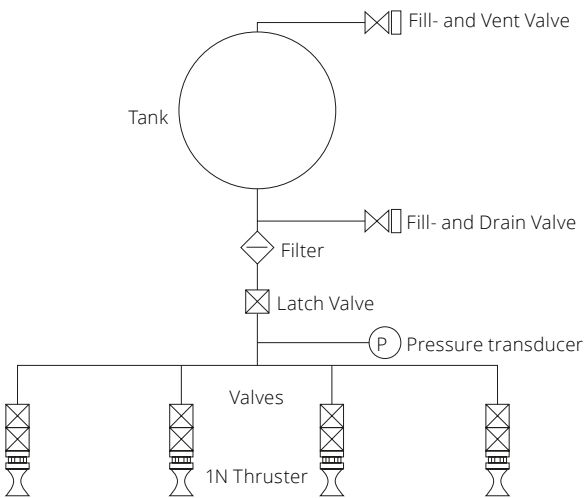 Fill- and Vent Valve
Tank
Fill- and Drain Valve
Filter
Latch Valve
P
Pressure transducer
Valves
1N Thruster